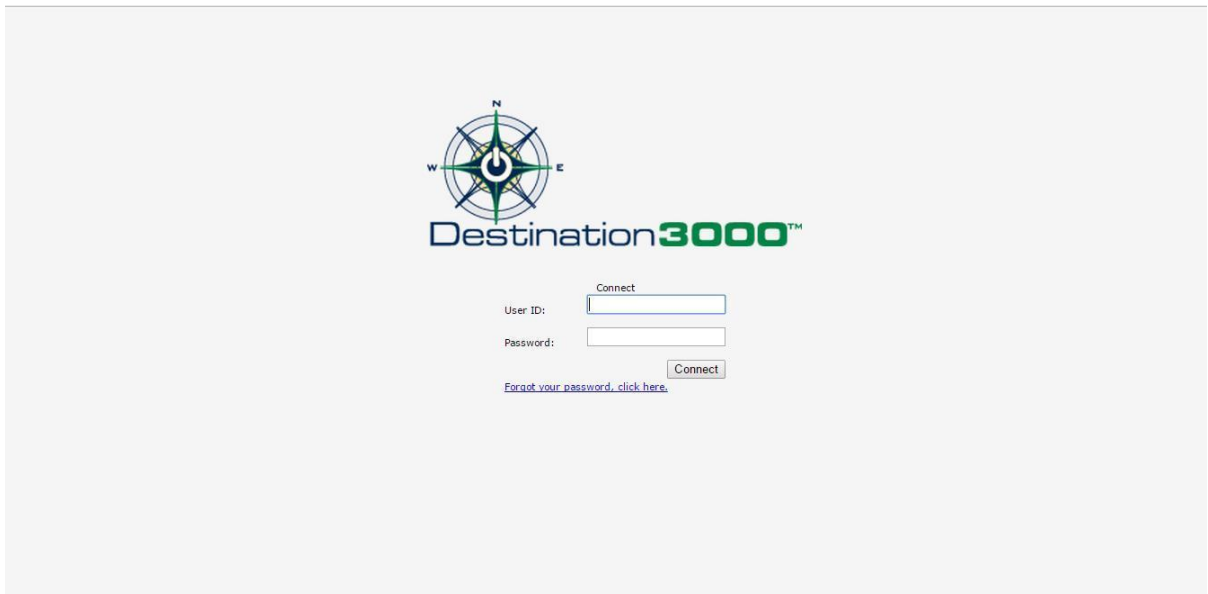 N
W E
Destination3000™
Connect
User ID:
Password:
Connect
Forgot your password, click here.